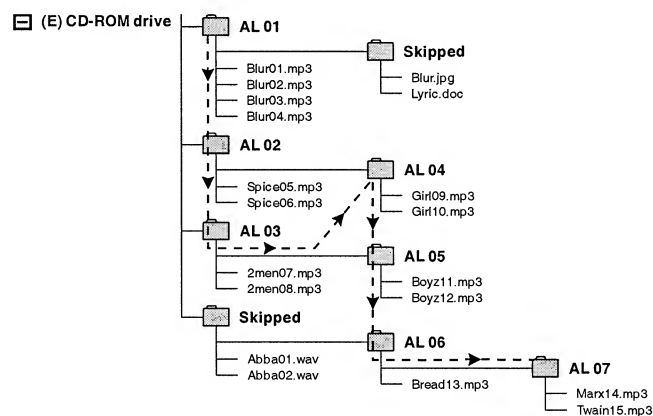 (E) CD-ROM drive
AL 01
Skipped
Blur01.mp3
Blur02.mp3
Blur03.mp3
Blur04.mp3
Blur.jpg
Lyric.doc
AL 02
AL 04
Spice05.mp3
Spice06.mp3
Girl09.mp3
Girl10.mp3
AL 03
AL 05
2men07.mp3
2men08.mp3
Boyz11.mp3
Boyz12.mp3
Skipped
AL 06
Abba01.wav
Abba02.wav
Bread13.mp3
AL 07
Marx14.mp3
Twain15.mp3